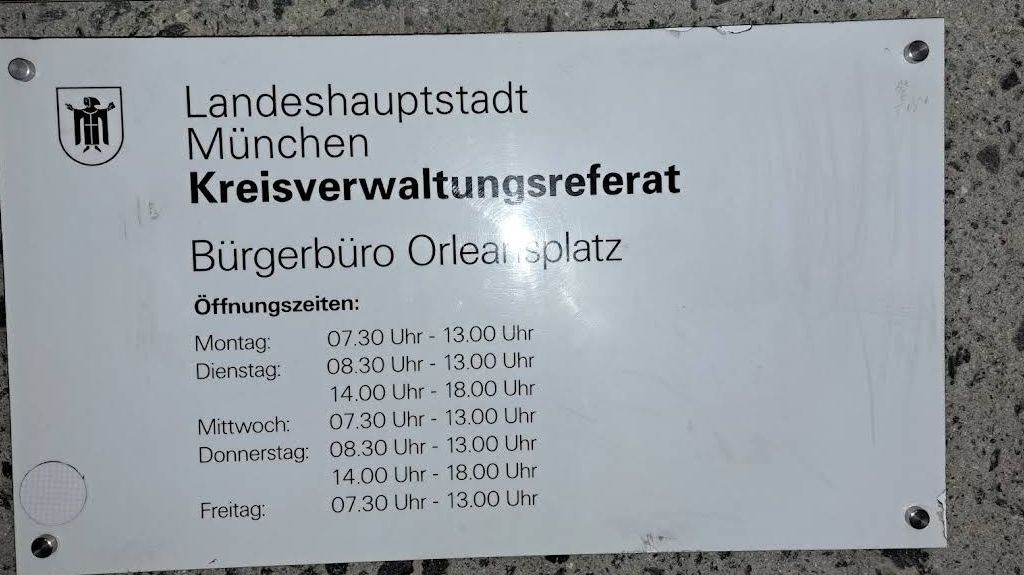 Landeshauptstadt
München
Kreisverwaltungsreferat
Bürgerbüro Orleansplatz
Öffnungszeiten:
Montag: 07.30 Uhr - 13.00 Uhr
Dienstag: 08.30 Uhr - 13.00 Uhr
14.00 Uhr - 18.00 Uhr
Mittwoch: 07.30 Uhr - 13.00 Uhr
Donnerstag: 08.30 Uhr - 13.00 Uhr
14.00 Uhr - 18.00 Uhr
Freitag: 07.30 Uhr - 13.00 Uhr